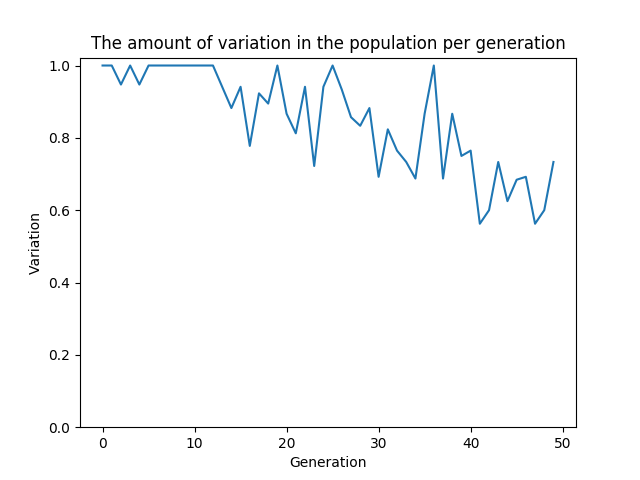 The amount of variation in the population per generation
1.0
0.8
0.6
0.4
0.2
0.0
Variation
0 10 20 30 40 50
Generation